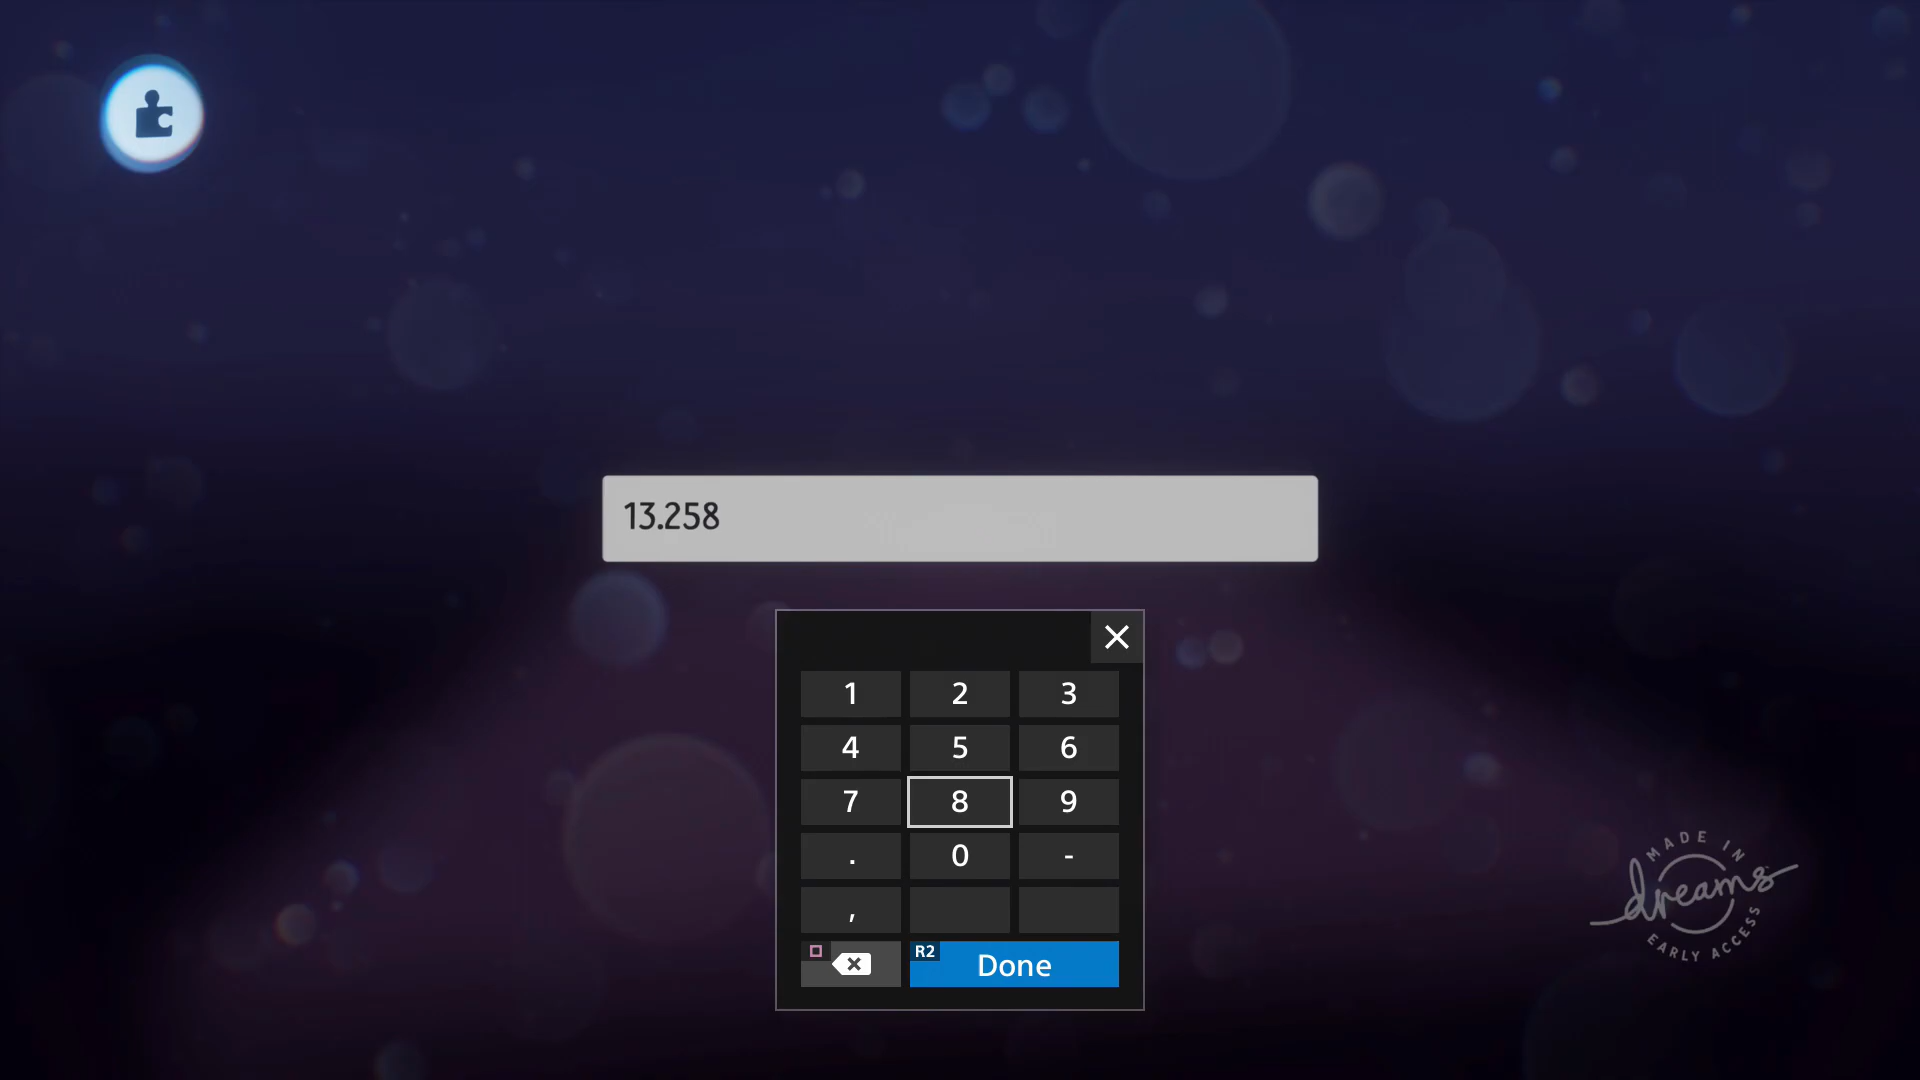 13.258
1 2 3
4 5 6
7 8 9
. 0 -
,
R2 Done
MADE IN
dreams
EARLY ACCESS